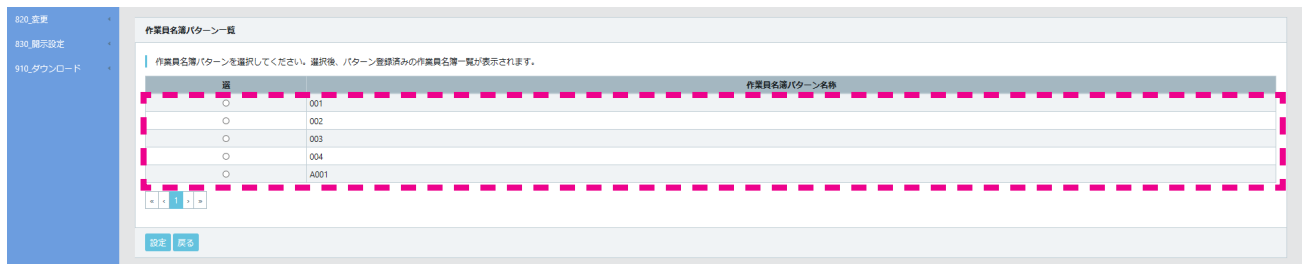 820_変更
830_開示設定
910_ダウンロード
作業員名簿パターン一覧
作業員名簿パターンを選択してください。選択後、パターン登録済みの作業員名簿一覧が表示されます。
選 作業員名簿パターン名称
001
002
003
004
A001
« ‹ 1 › »
設定 戻る